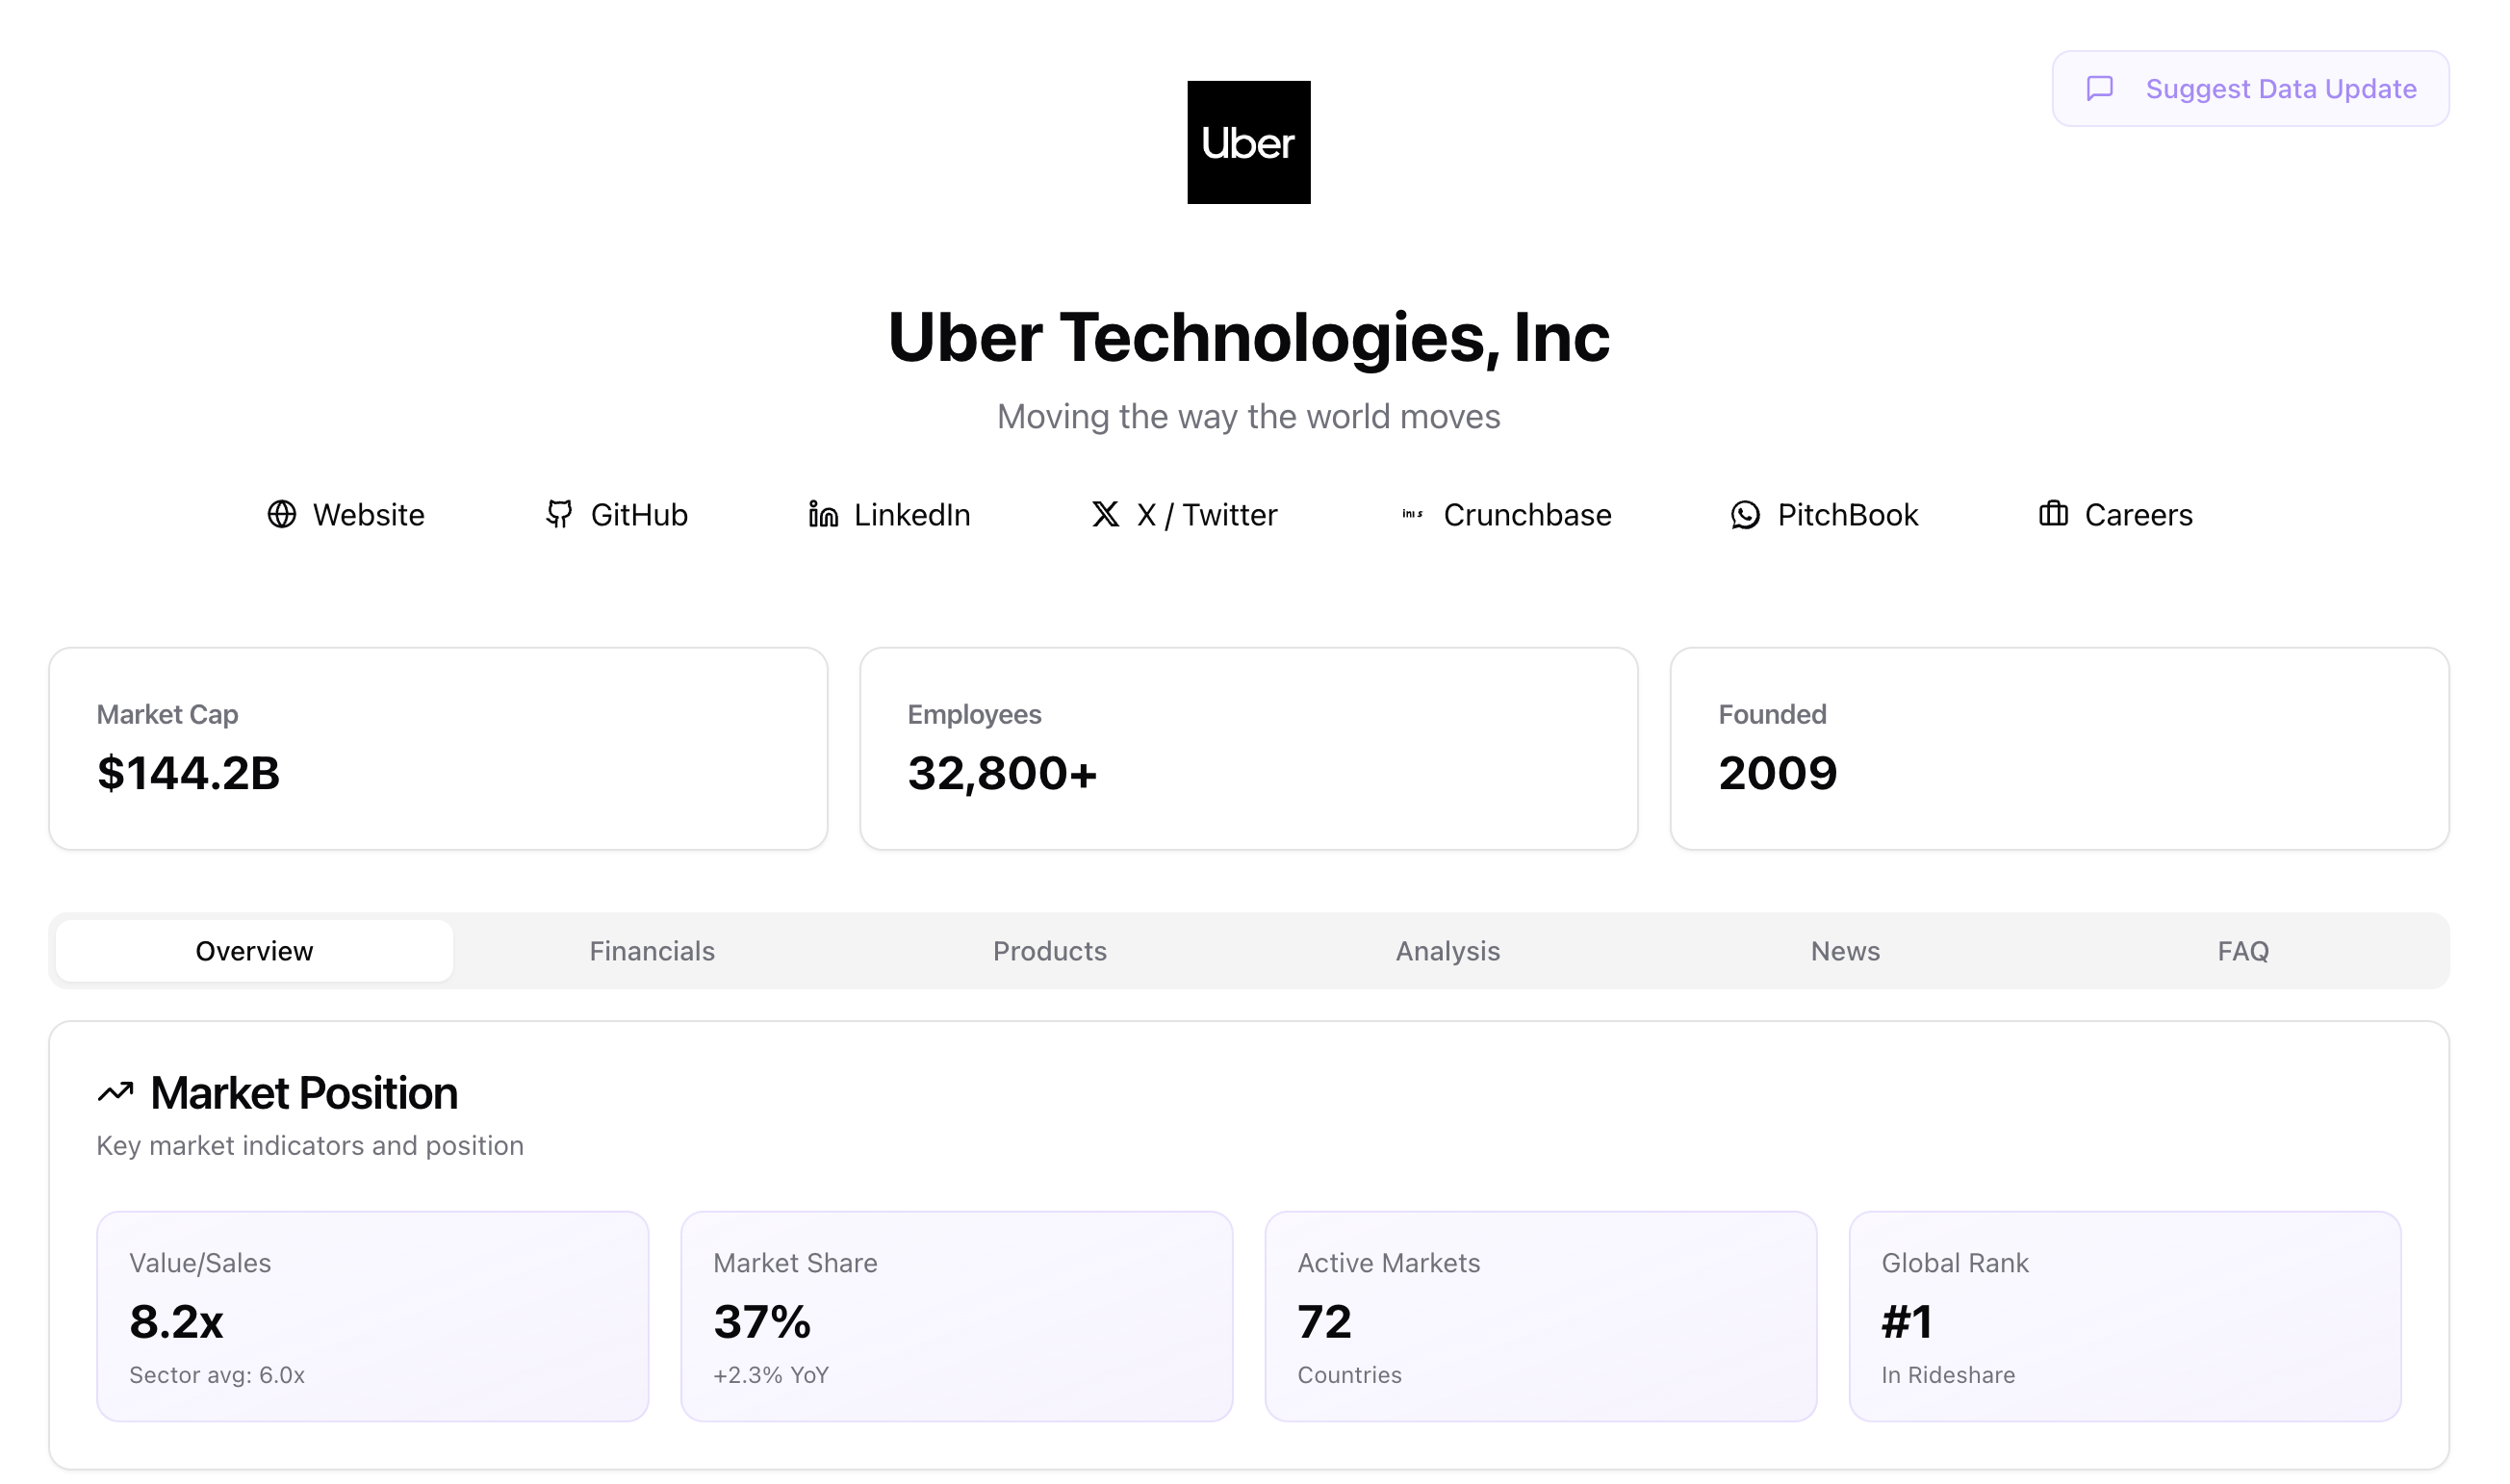 Suggest Data Update
Uber
Uber Technologies, Inc
Moving the way the world moves
Website GitHub LinkedIn X / Twitter Crunchbase PitchBook Careers
Market Cap
$144.2B
Employees
32,800+
Founded
2009
Overview Financials Products Analysis News FAQ
Market Position
Key market indicators and position
Value/Sales
8.2x
Sector avg: 6.0x
Market Share
37%
+2.3% YoY
Active Markets
72
Countries
Global Rank
#1
In Rideshare